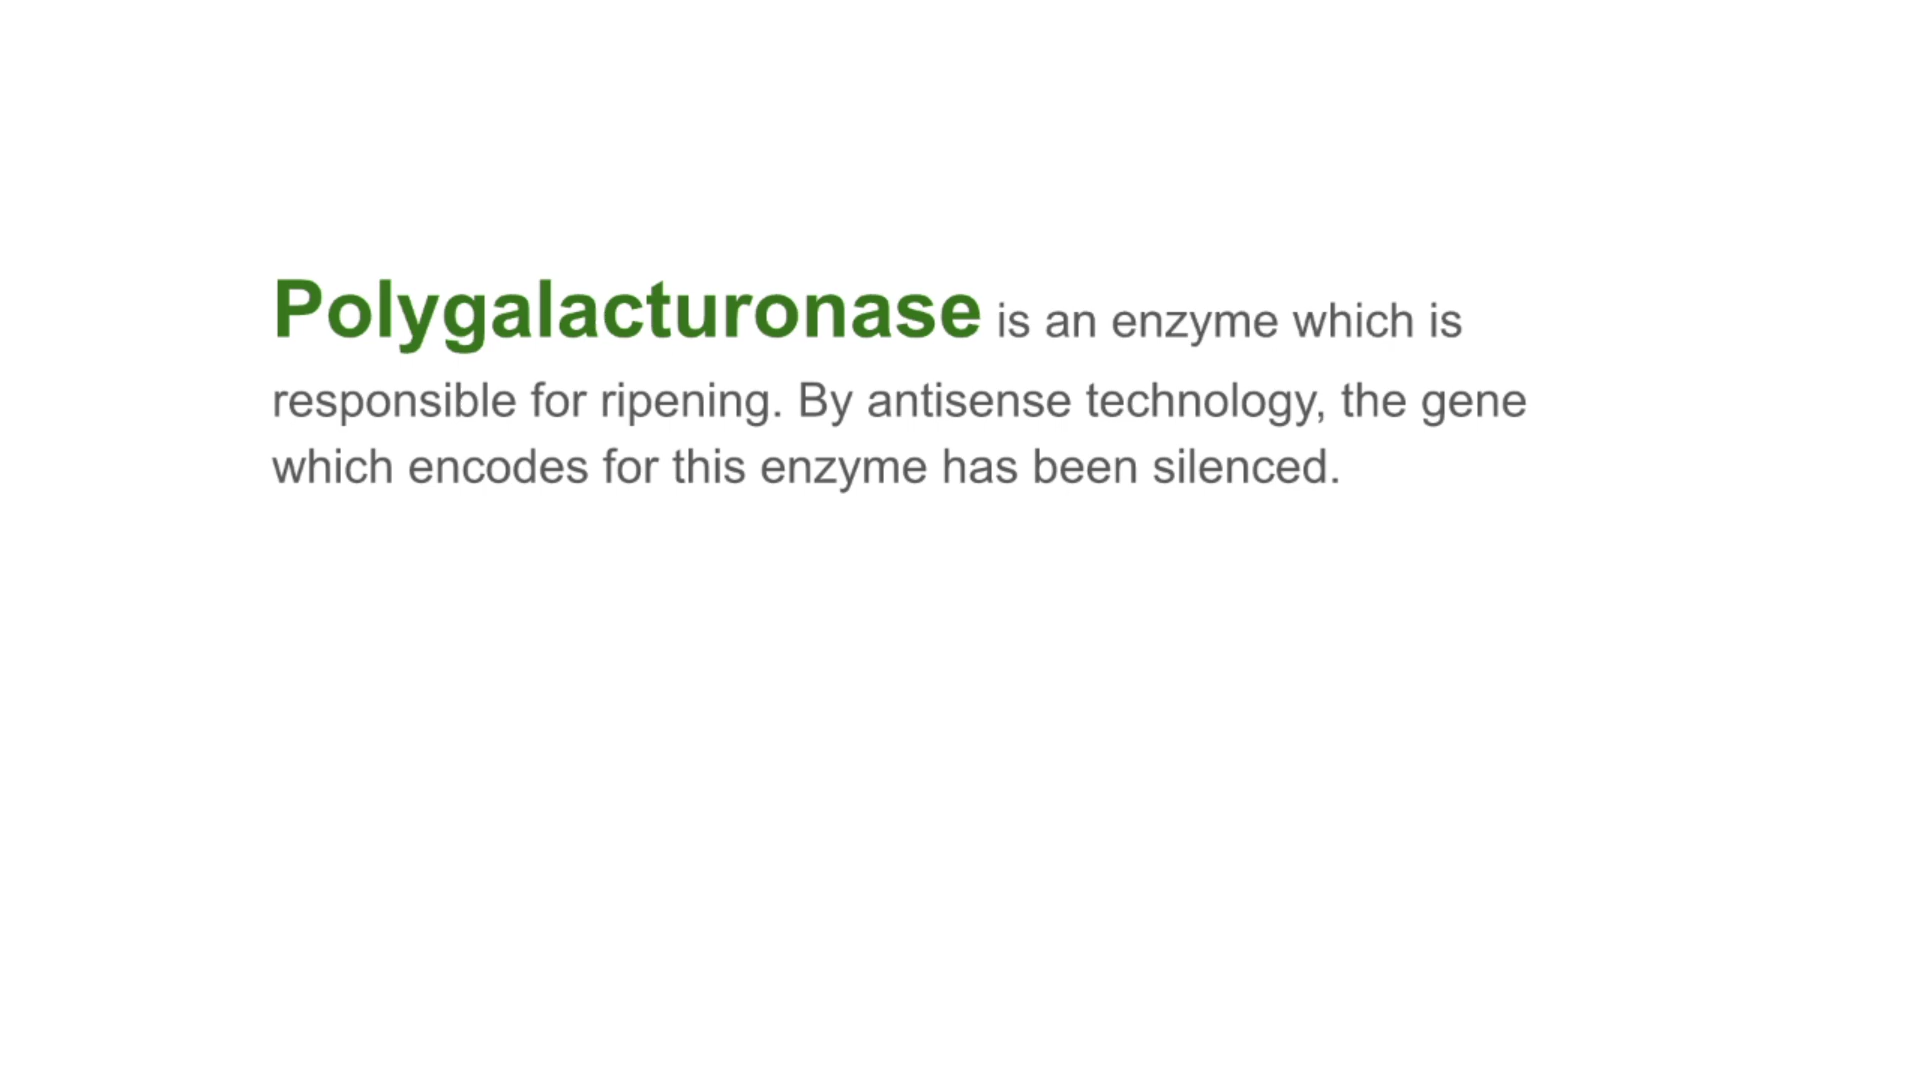 Polygalacturonase is an enzyme which is
responsible for ripening. By antisense technology, the gene
which encodes for this enzyme has been silenced.